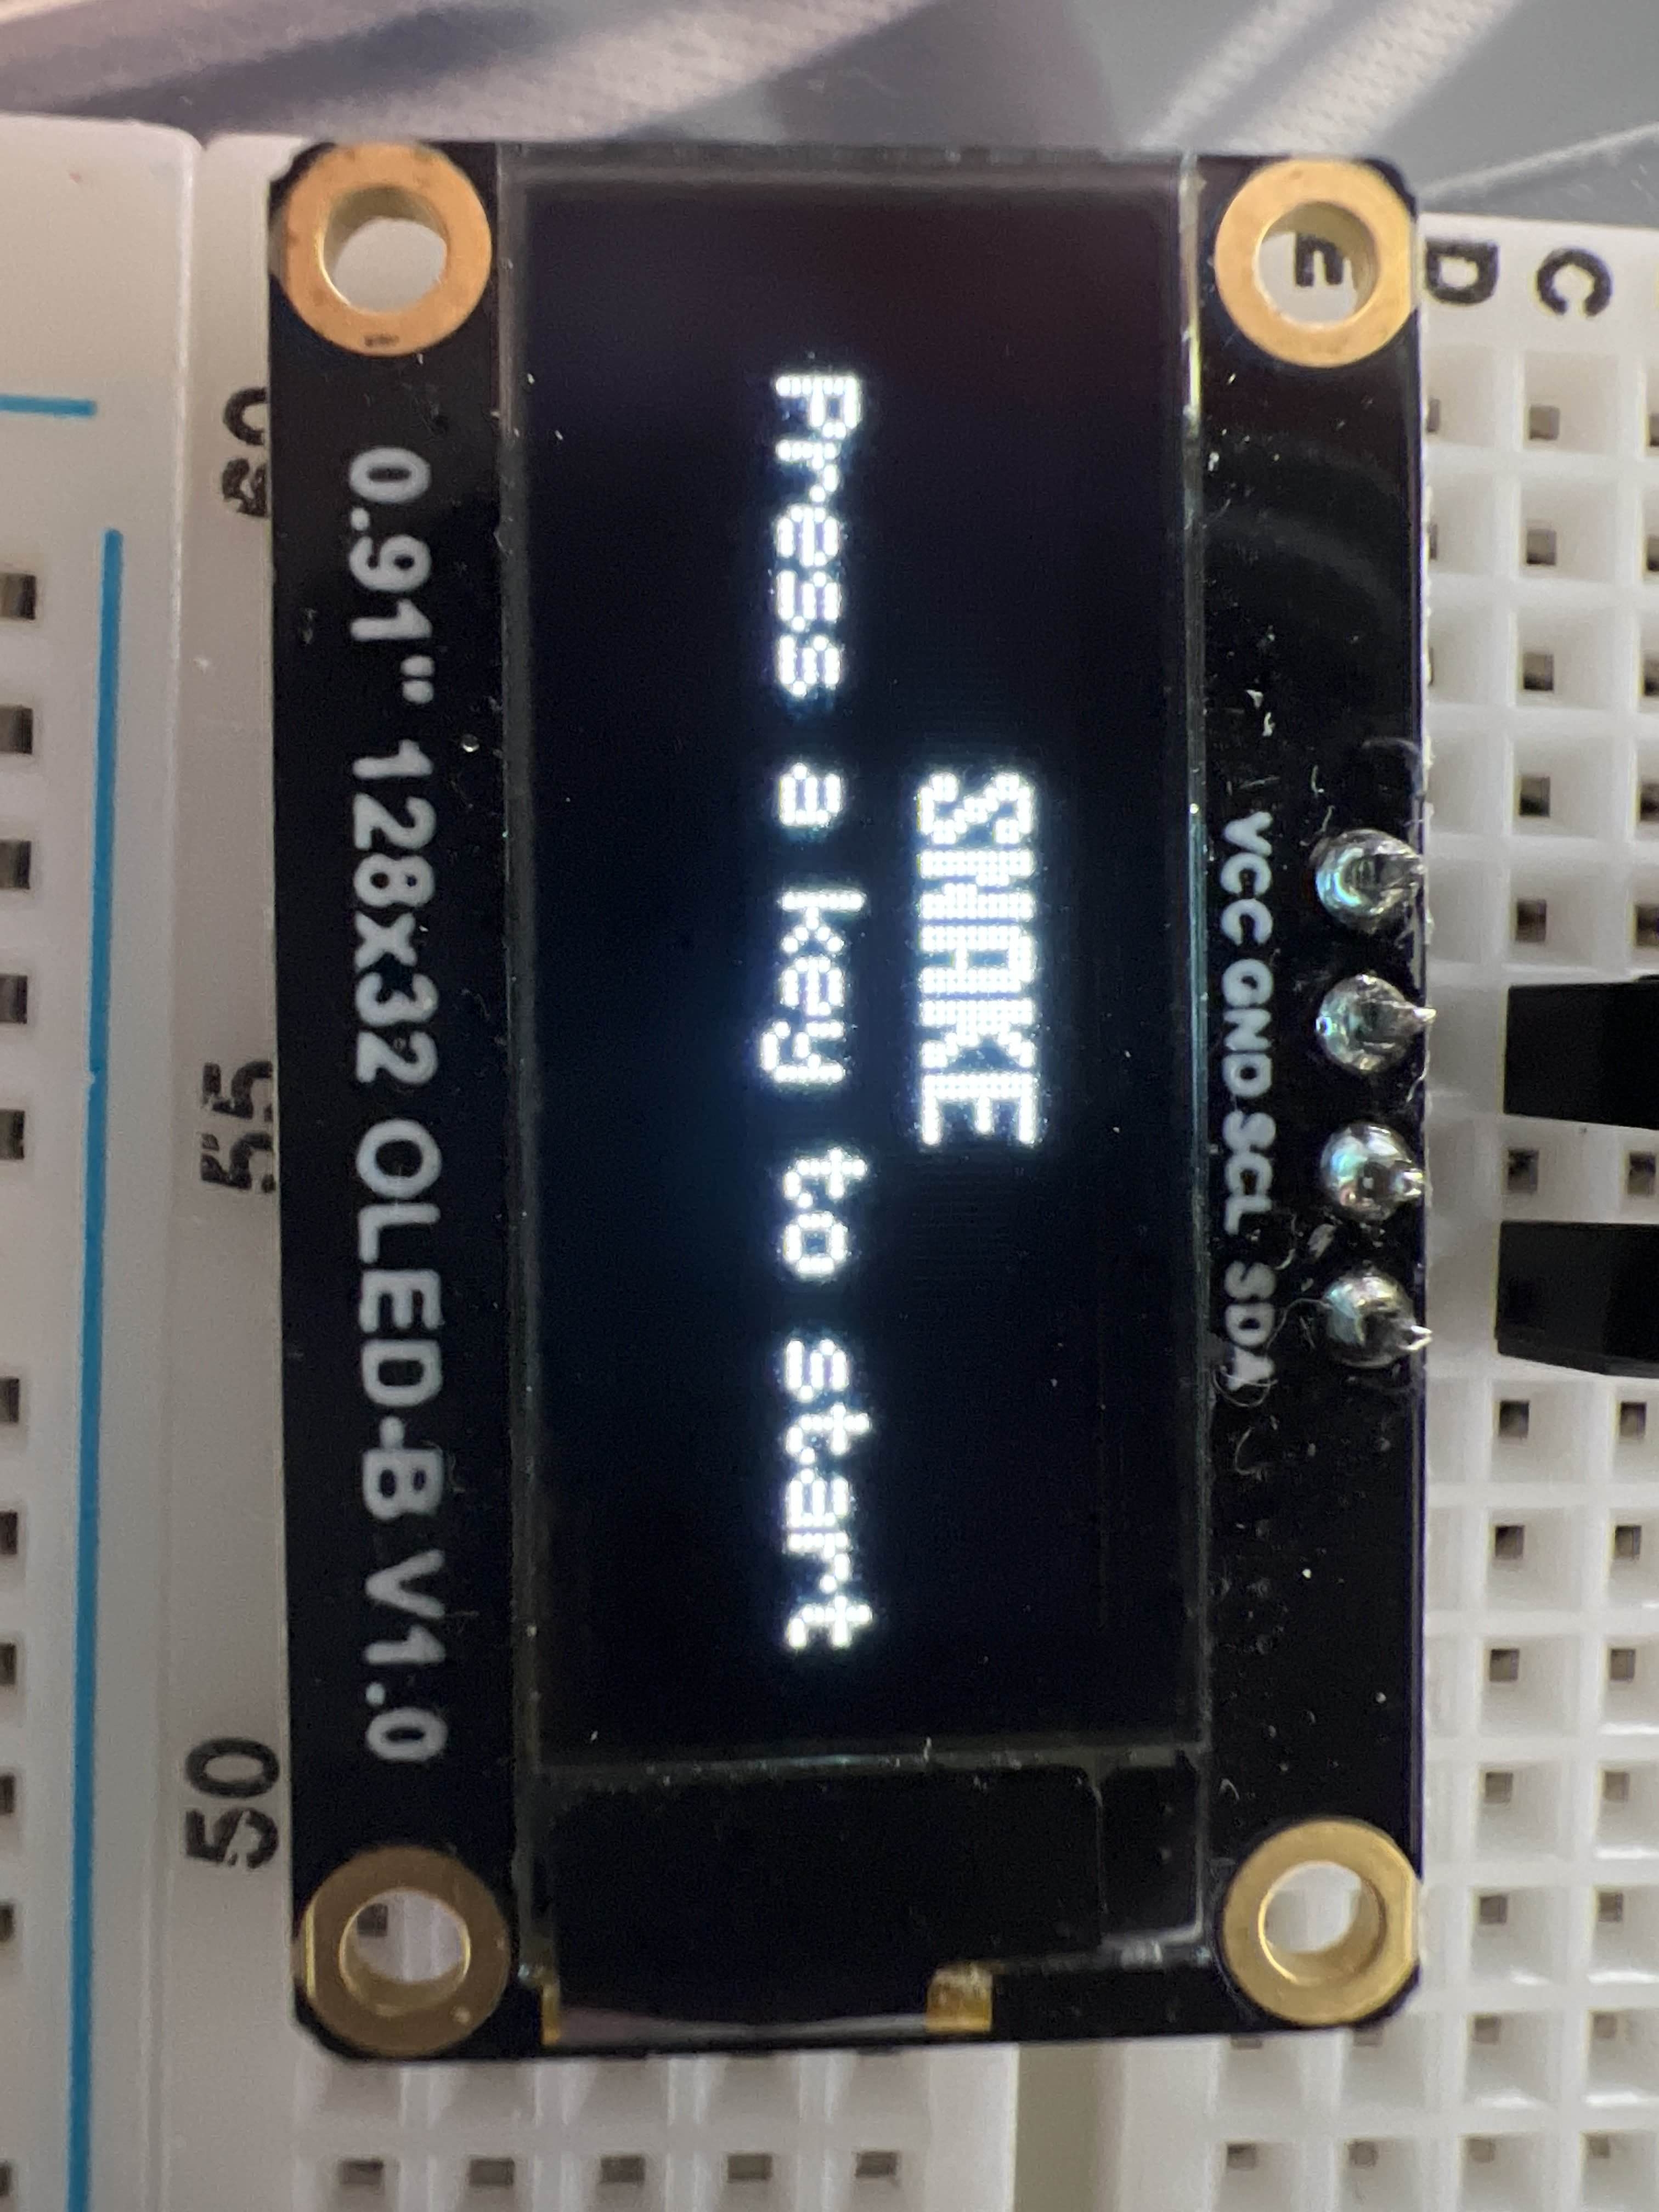 C
D
E
VCC GND SCL SDA
SNAKE
Press a key to start
0.91" 128x32 OLED-B V1.0
60 55 50